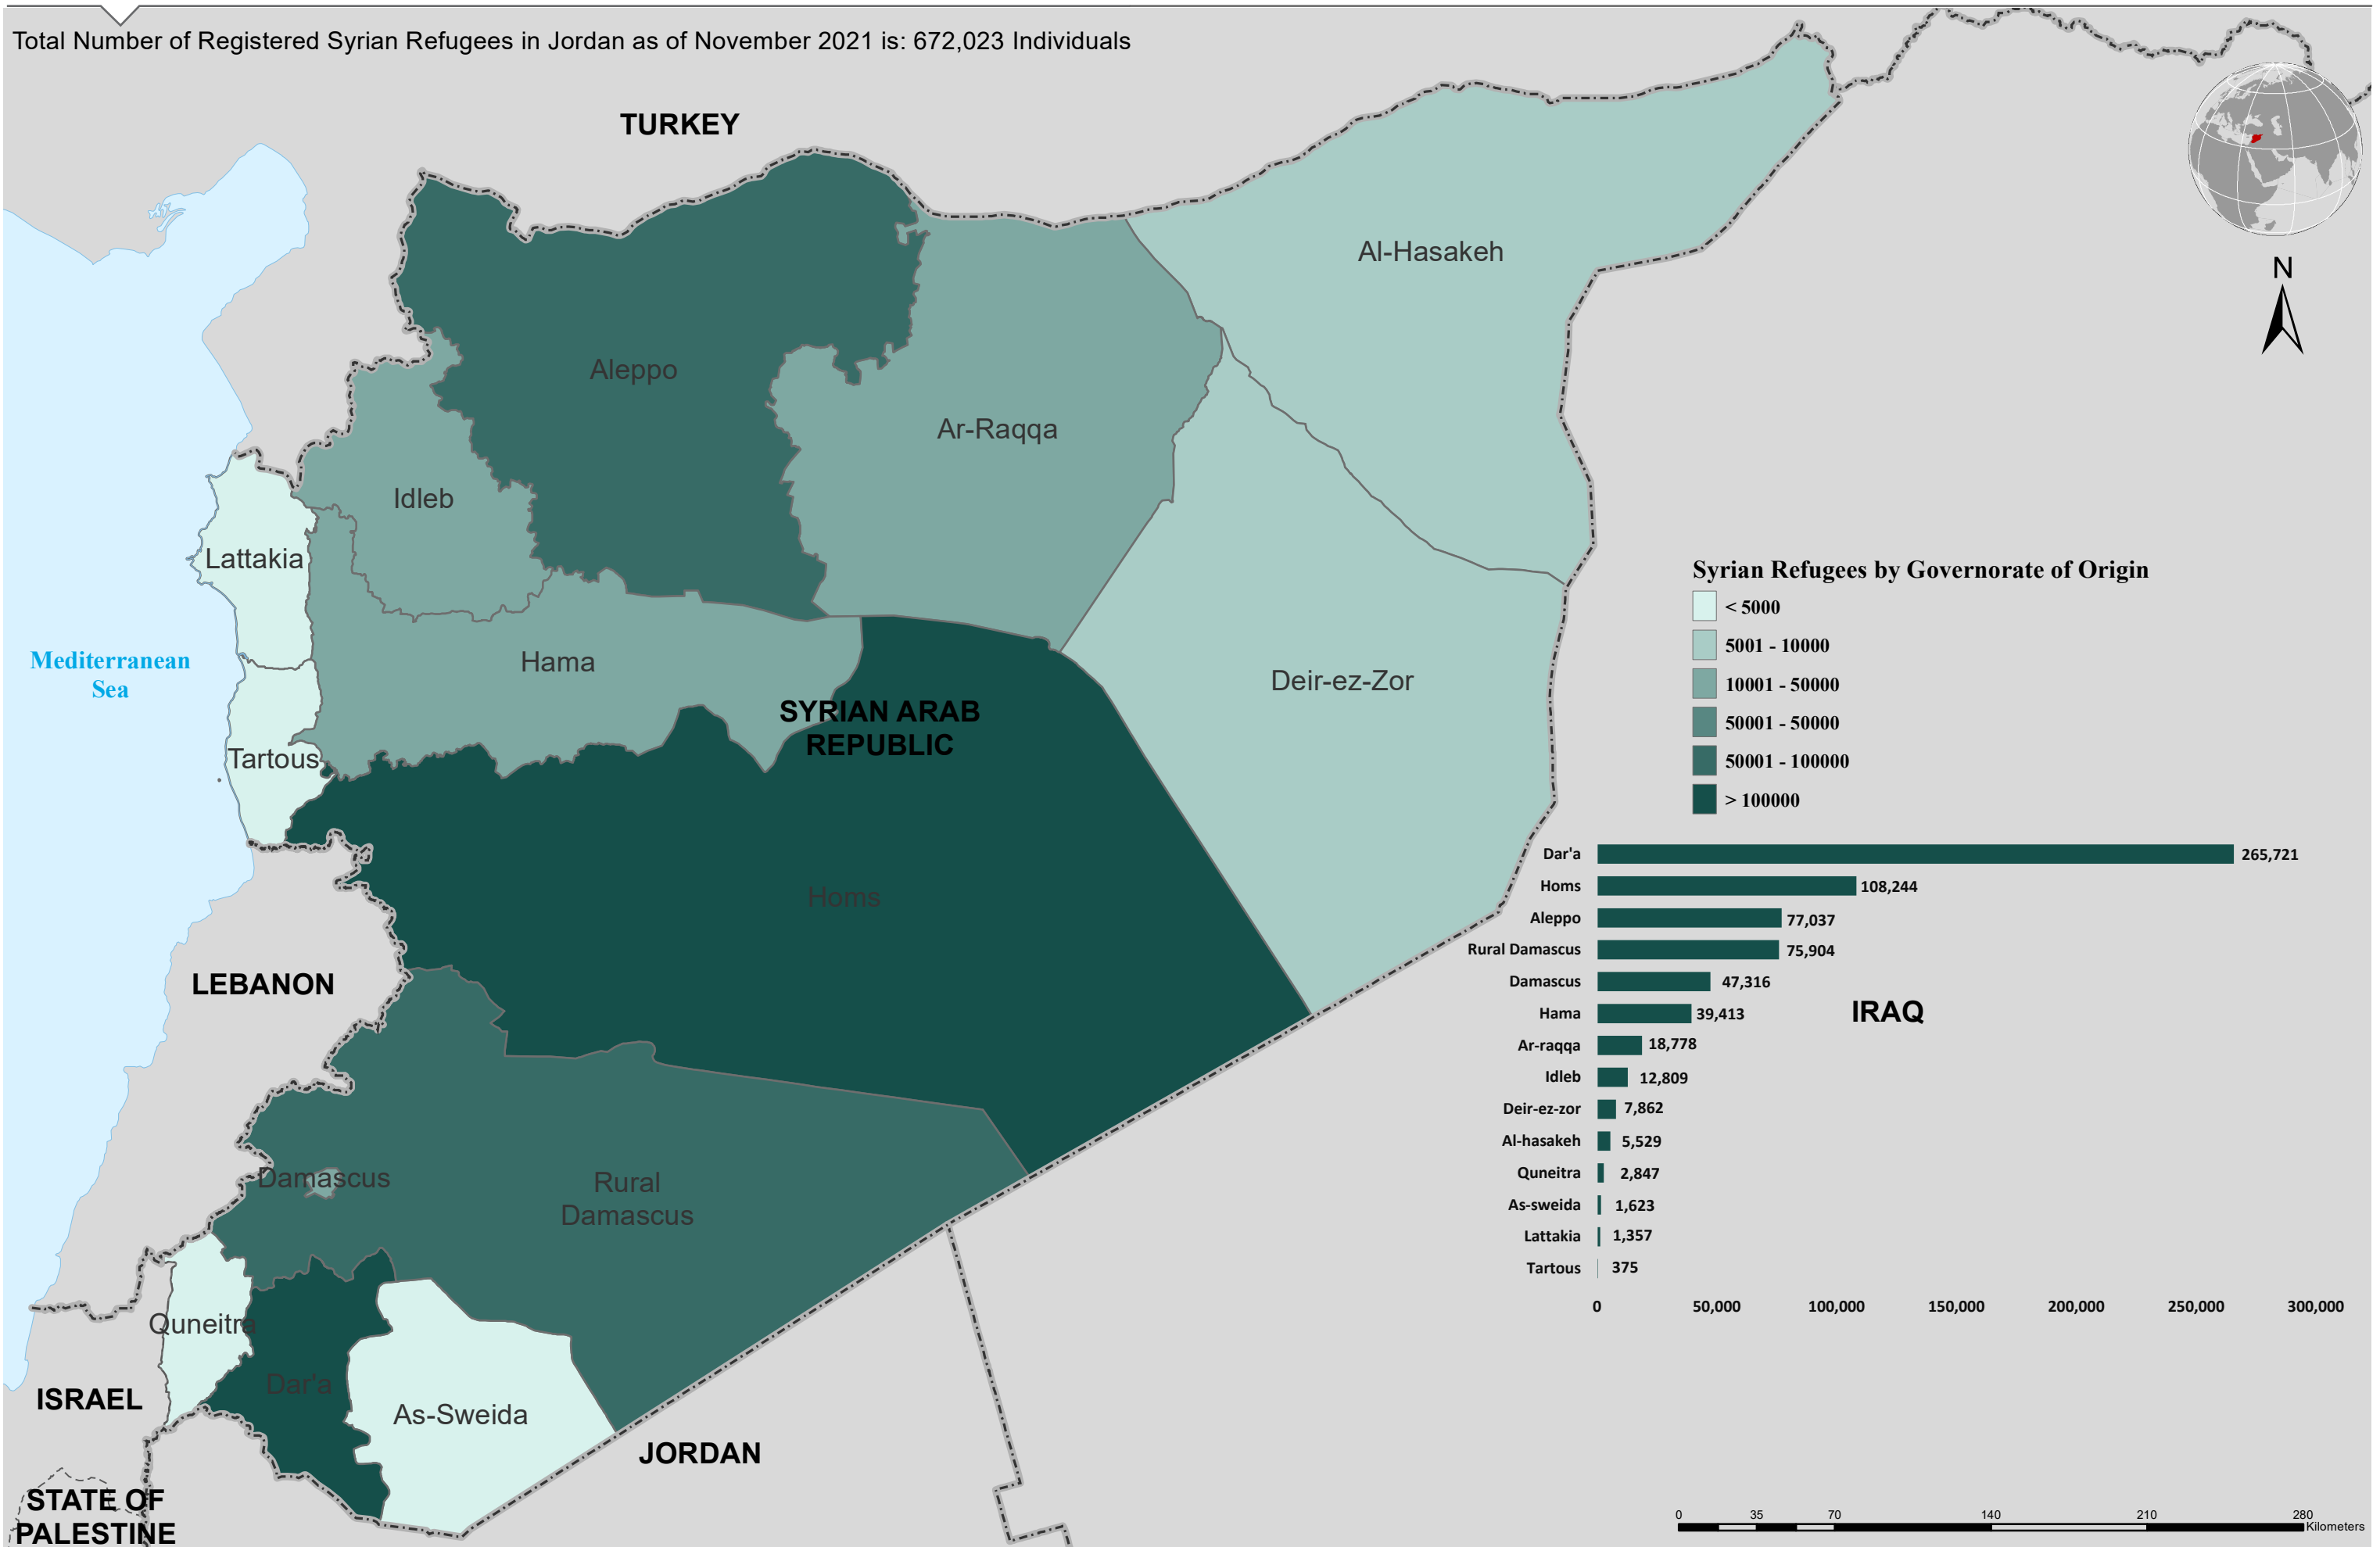 Total Number of Registered Syrian Refugees in Jordan as of November 2021 is: 672,023 Individuals
TURKEY
Al-Hasakeh
N
Aleppo
Ar-Raqqa
Idleb
Lattakia
Mediterranean
Sea
Hama
Deir-ez-Zor
SYRIAN ARAB
REPUBLIC
Tartous
Homs
LEBANON
IRAQ
Damascus
Rural
Damascus
Quneitra
Dar'a
As-Sweida
ISRAEL
JORDAN
STATE OF
PALESTINE
Syrian Refugees by Governorate of Origin
< 5000
5001 - 10000
10001 - 50000
50001 - 50000
50001 - 100000
> 100000
Dar'a 265,721
Homs 108,244
Aleppo 77,037
Rural Damascus 75,904
Damascus 47,316
Hama 39,413
Ar-raqqa 18,778
Idleb 12,809
Deir-ez-zor 7,862
Al-hasakeh 5,529
Quneitra 2,847
As-sweida 1,623
Lattakia 1,357
Tartous 375
0 50,000 100,000 150,000 200,000 250,000 300,000
0 35 70 140 210 280
Kilometers